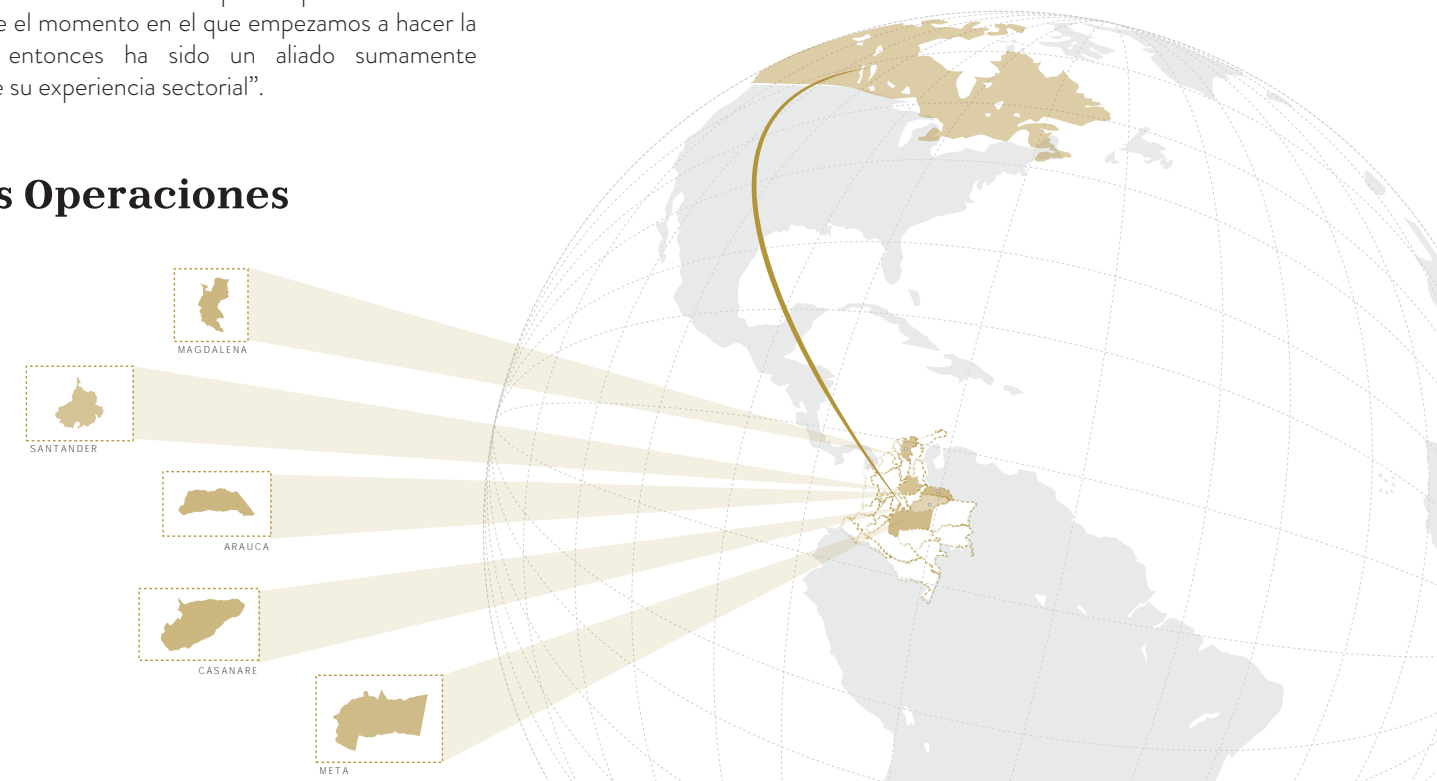 e el momento en el que empezamos a hacer la
entonces ha sido un aliado sumamente
e su experiencia sectorial”.
s Operaciones
MAGDALENA
SANTANDER
ARAUCA
CASANARE
META